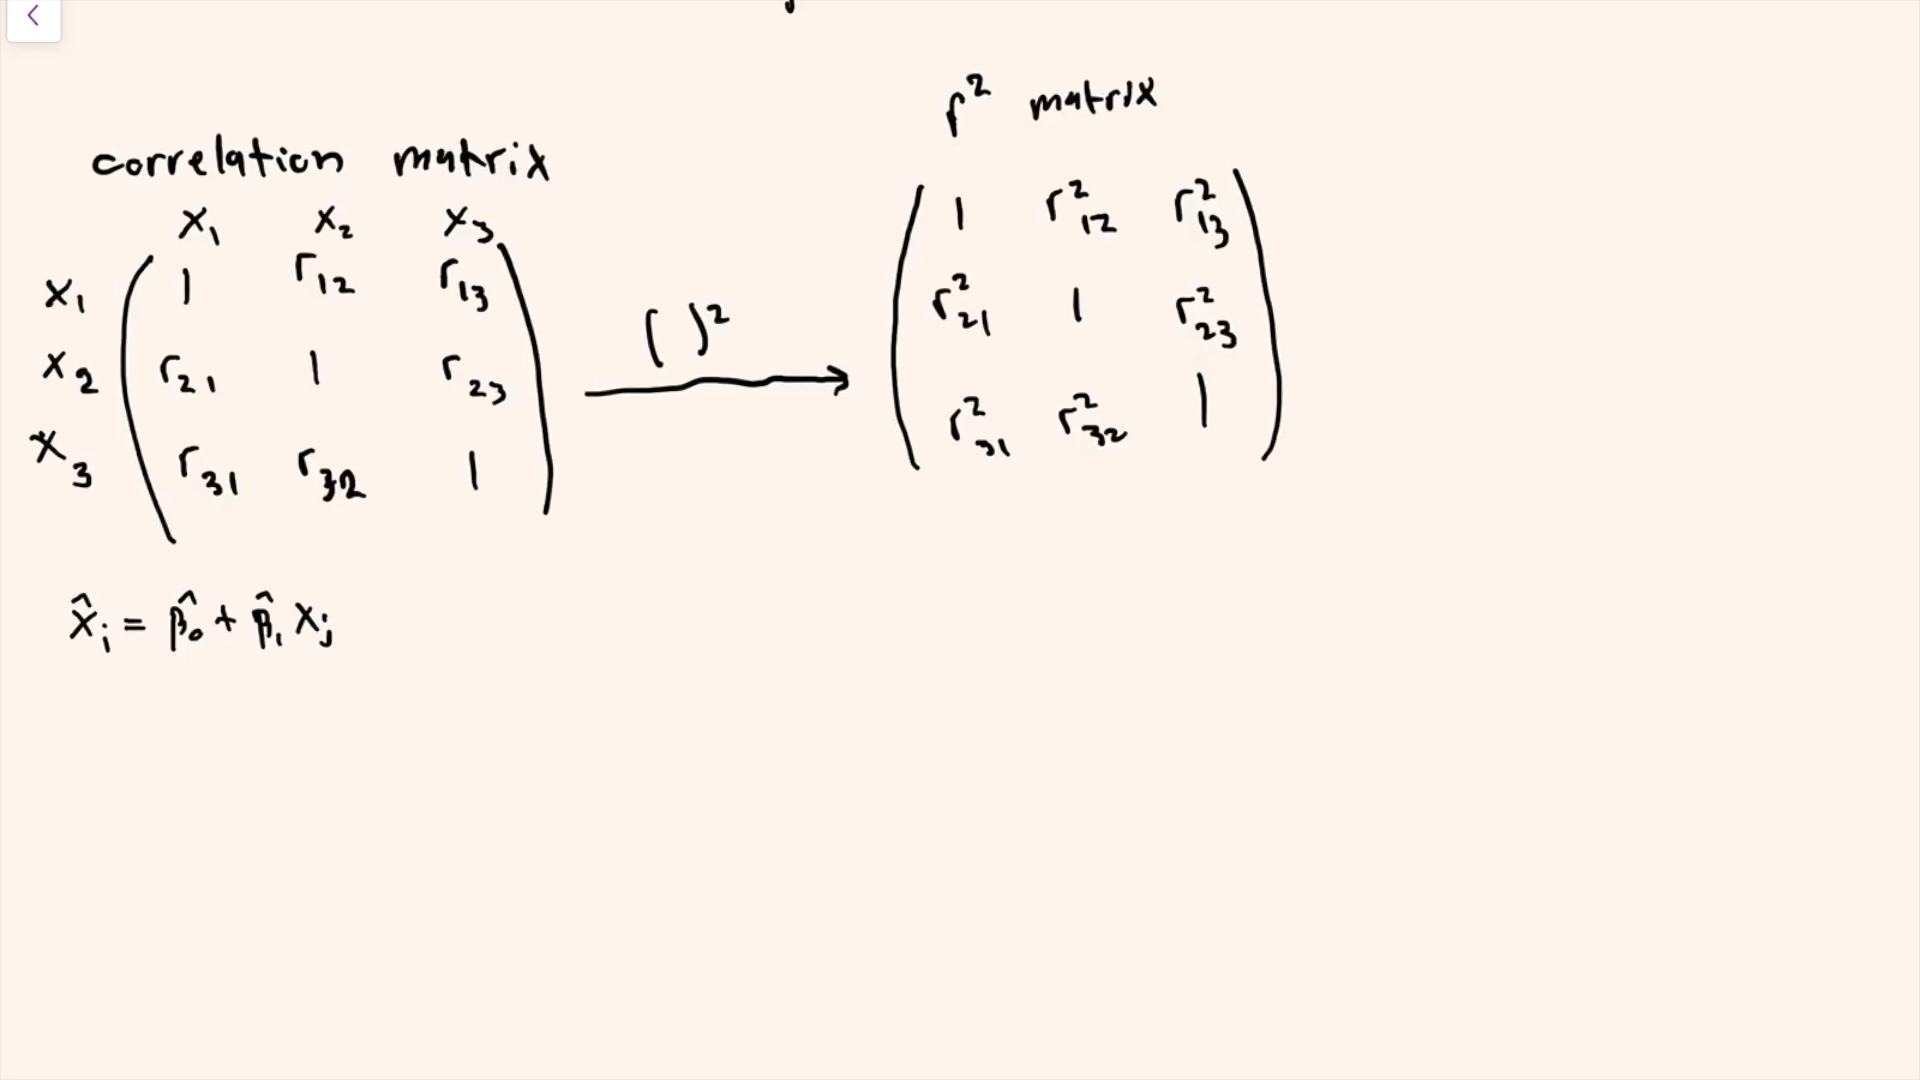 r² matrix
correlation matrix
x₁ x₂ x₃
x₁ 1 r₁₂ r₁₃
x₂ r₂₁ 1 r₂₃
x₃ r₃₁ r₃₂ 1
( )²
1 r²₁₂ r²₁₃
r²₂₁ 1 r²₂₃
r²₃₁ r²₃₂ 1
x̂ᵢ = β̂₀ + β̂₁ xⱼ